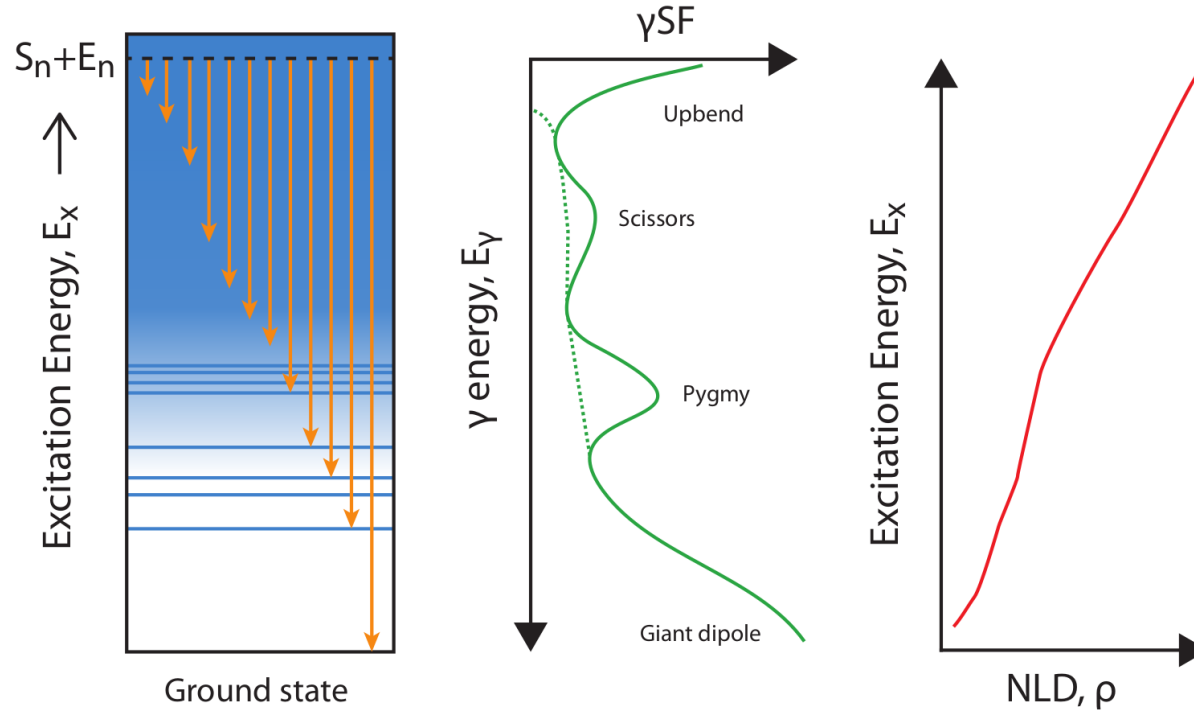 Sn+En
Excitation Energy, Ex
Ground state
γSF
γ energy, Eγ
Upbend
Scissors
Pygmy
Giant dipole
Excitation Energy, Ex
NLD, ρ